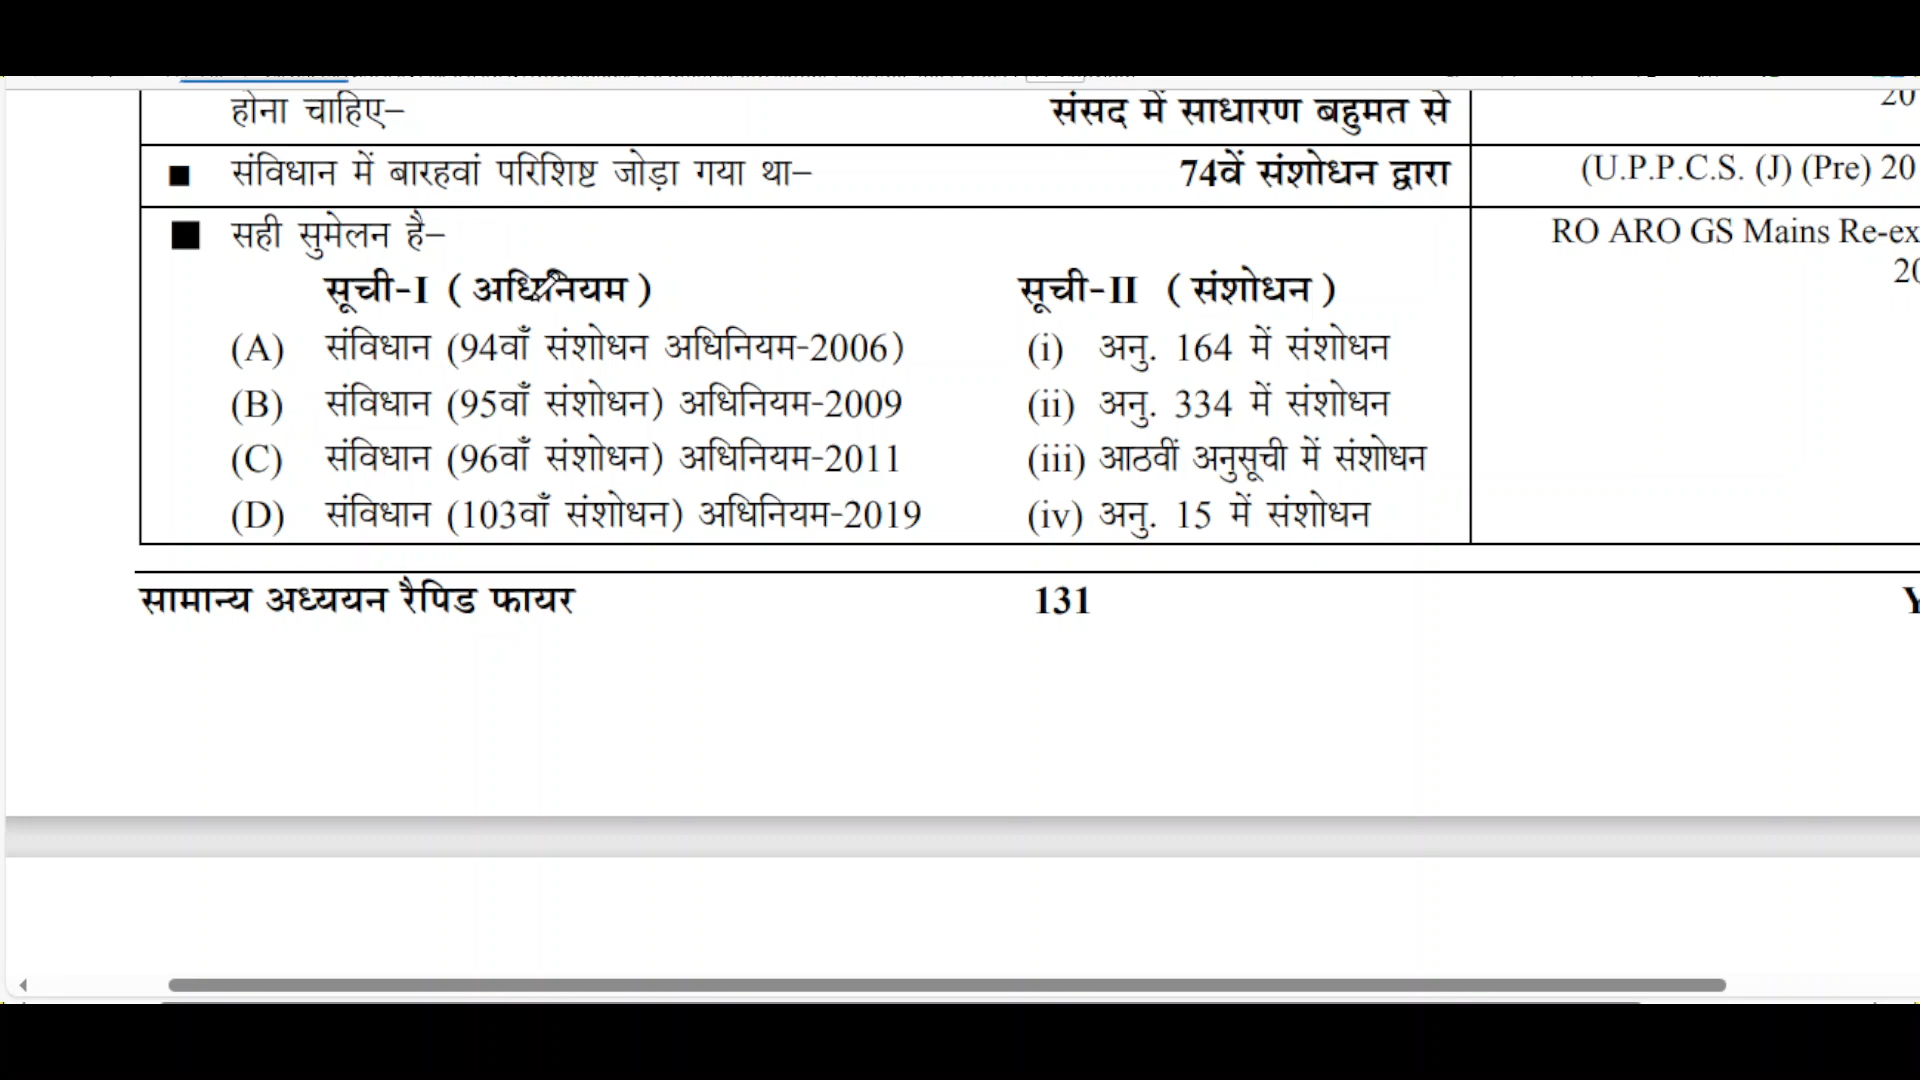 होना चाहिए– संसद में साधारण बहुमत से
■ संविधान में बारहवां परिशिष्ट जोड़ा गया था– 74वें संशोधन द्वारा (U.P.P.C.S. (J) (Pre) 20
■ सही सुमेलन है– RO ARO GS Mains Re-ex
20
सूची-I ( अधिनियम ) सूची-II ( संशोधन )
(A) संविधान (94वाँ संशोधन अधिनियम-2006) (i) अनु. 164 में संशोधन
(B) संविधान (95वाँ संशोधन) अधिनियम-2009 (ii) अनु. 334 में संशोधन
(C) संविधान (96वाँ संशोधन) अधिनियम-2011 (iii) आठवीं अनुसूची में संशोधन
(D) संविधान (103वाँ संशोधन) अधिनियम-2019 (iv) अनु. 15 में संशोधन
सामान्य अध्ययन रैपिड फायर 131 Y